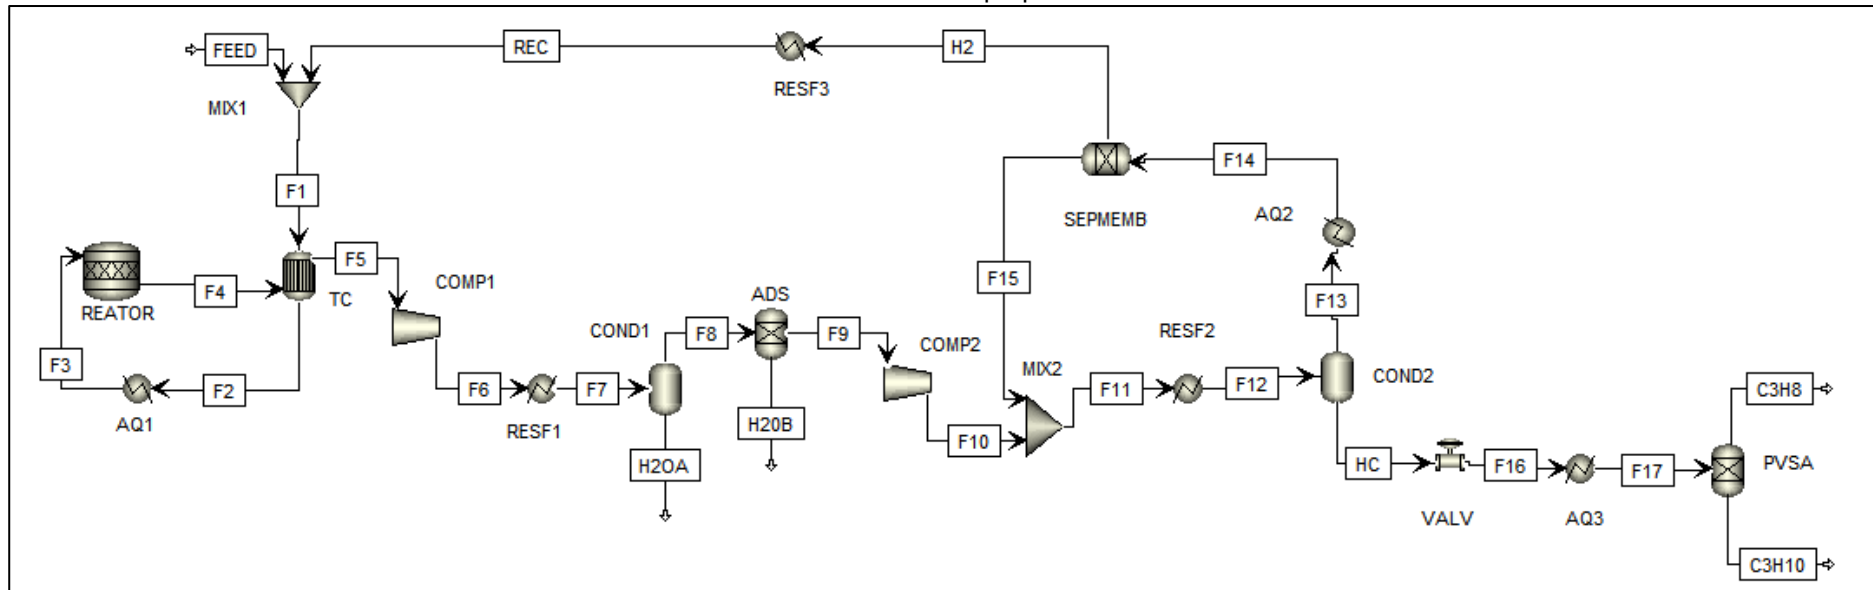 FEED
REC
H2
RESF3
MIX1
F1
F14
SEPMEMB
AQ2
F5
COMP1
F4
TC
REATOR
F15
F13
ADS
COND1
F8
F9
COMP2
RESF2
MIX2
F3
F2
AQ1
F6
F7
RESF1
H20B
F10
F11
F12
COND2
C3H8
H2OA
HC
F16
F17
PVSA
VALV
AQ3
C3H10